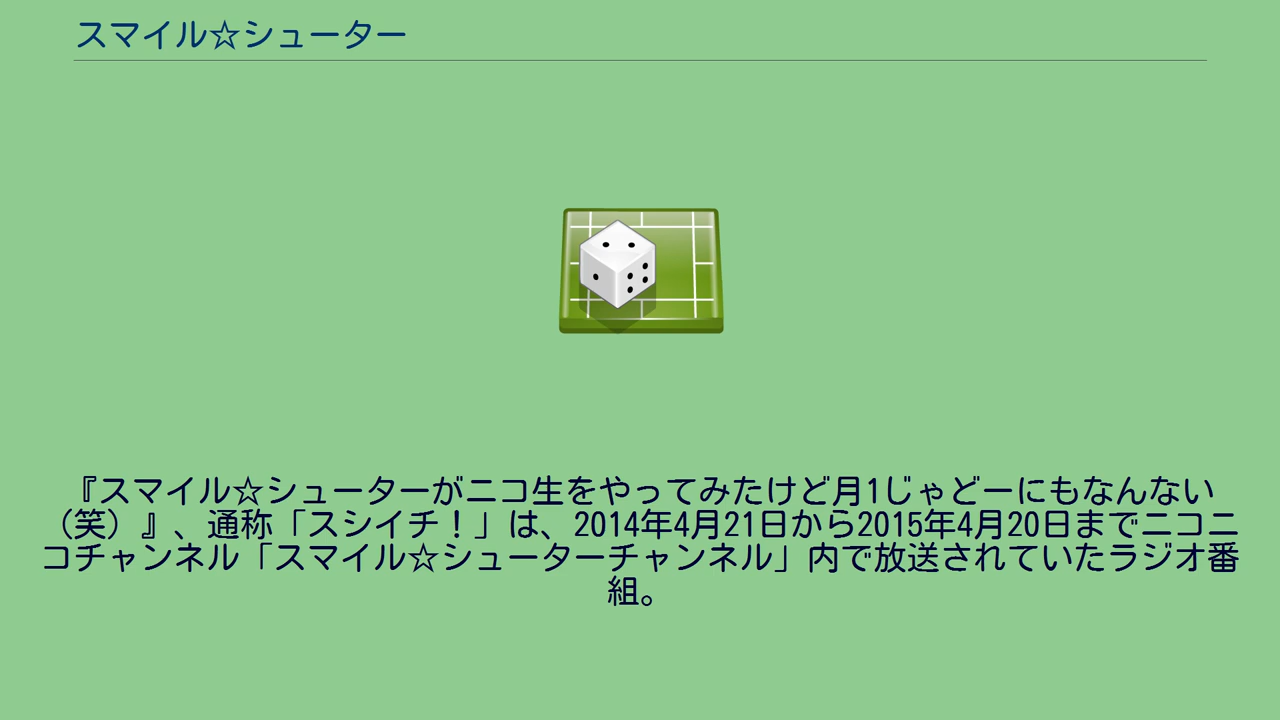 スマイル☆シューター
『スマイル☆シューターがニコ生をやってみたけど月1じゃどーにもなんない
（笑）』、通称「スシイチ！」は、2014年4月21日から2015年4月20日までニコニ
コチャンネル「スマイル☆シューターチャンネル」内で放送されていたラジオ番
組。